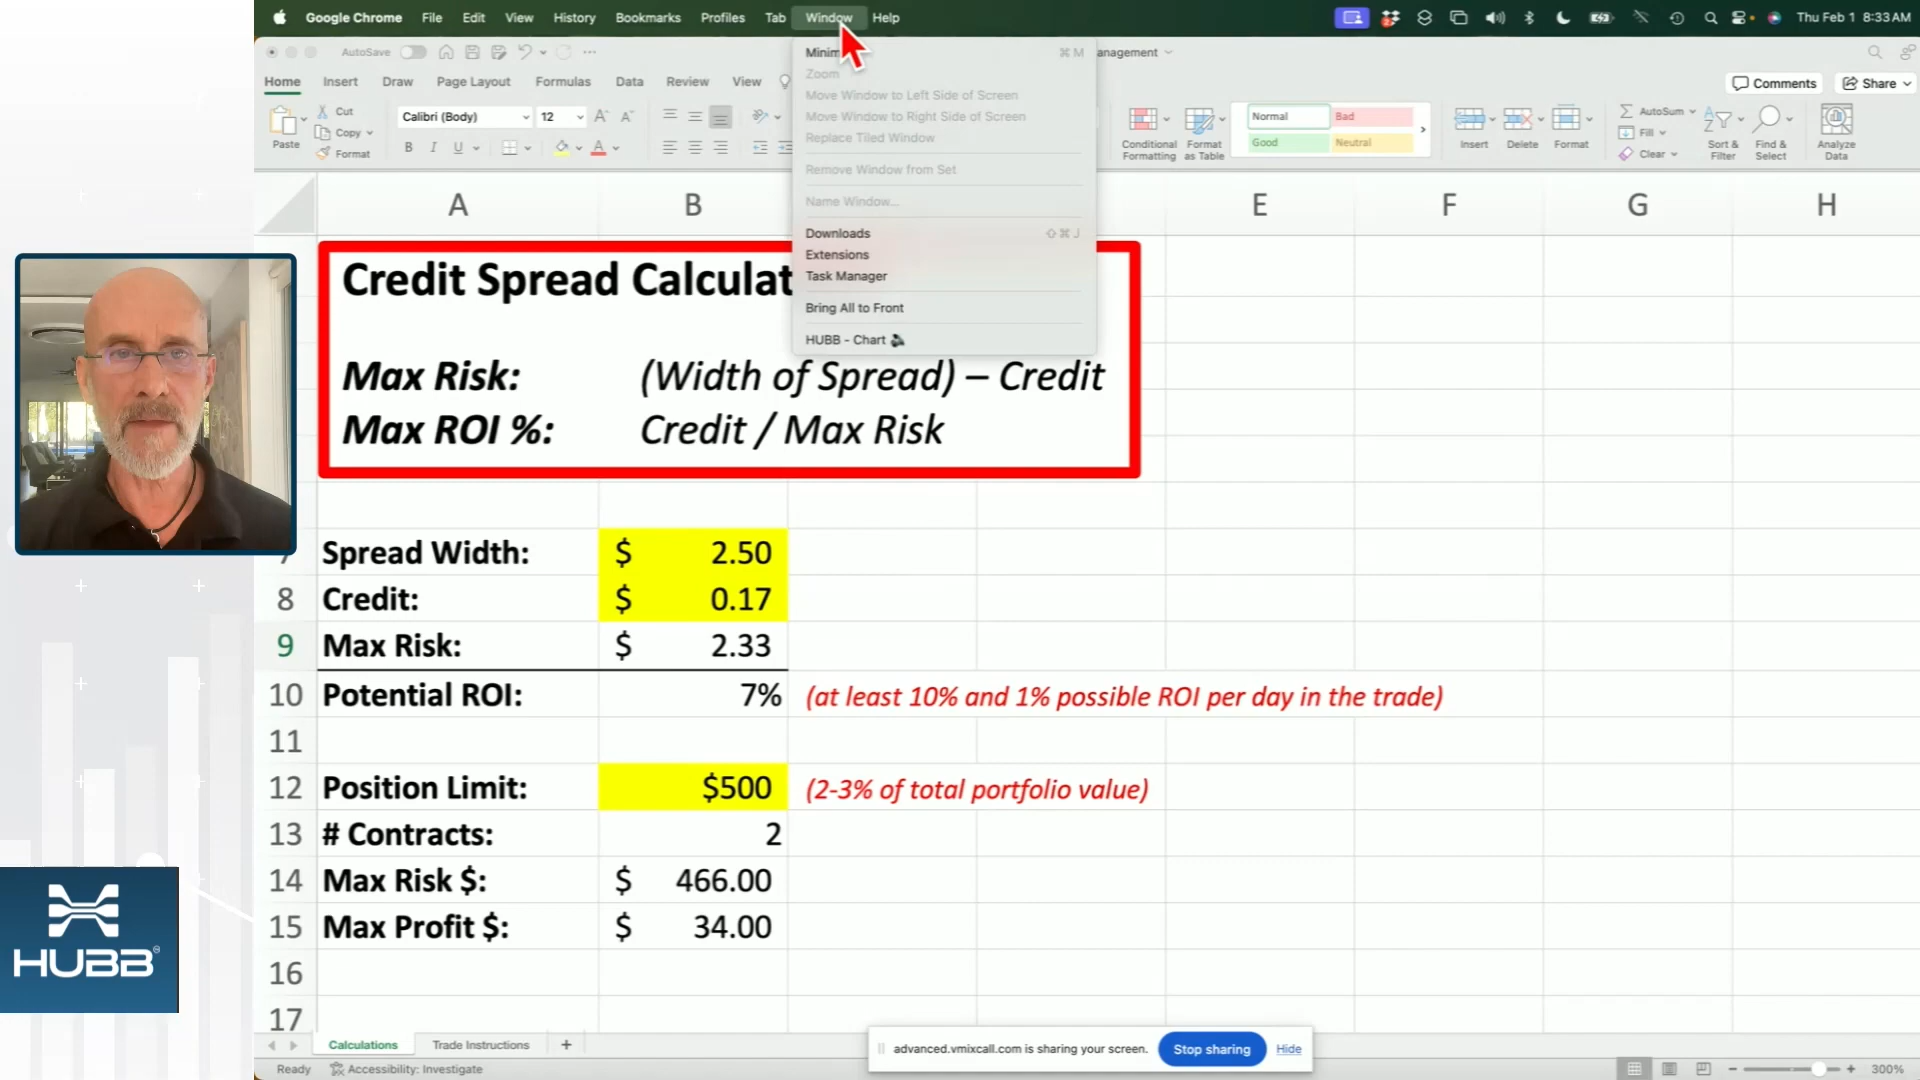 Google Chrome File Edit View History Bookmarks Profiles Tab Window Help Thu Feb 1 8:33 AM
AutoSave anagement
Home Insert Draw Page Layout Formulas Data Review View Comments Share
Paste Cut Copy Format Calibri (Body) 12 B I U A Conditional Formatting Format as Table Normal Bad Good Neutral Insert Delete Format AutoSum Fill Clear Sort & Filter Find & Select Analyze Data
Minim ⌘ M
Zoom
Move Window to Left Side of Screen
Move Window to Right Side of Screen
Replace Tiled Window
Remove Window from Set
Name Window...
Downloads ⇧ ⌘ J
Extensions
Task Manager
Bring All to Front
HUBB - Chart
A B E F G H
Credit Spread Calculat
Max Risk: (Width of Spread) – Credit
Max ROI %: Credit / Max Risk
7 Spread Width: $ 2.50
8 Credit: $ 0.17
9 Max Risk: $ 2.33
10 Potential ROI: 7% (at least 10% and 1% possible ROI per day in the trade)
11
12 Position Limit: $500 (2-3% of total portfolio value)
13 # Contracts: 2
14 Max Risk $: $ 466.00
15 Max Profit $: $ 34.00
16
17
HUBB
Calculations Trade Instructions +
advanced.vmixcall.com is sharing your screen. Stop sharing Hide
Ready Accessibility: Investigate 300%